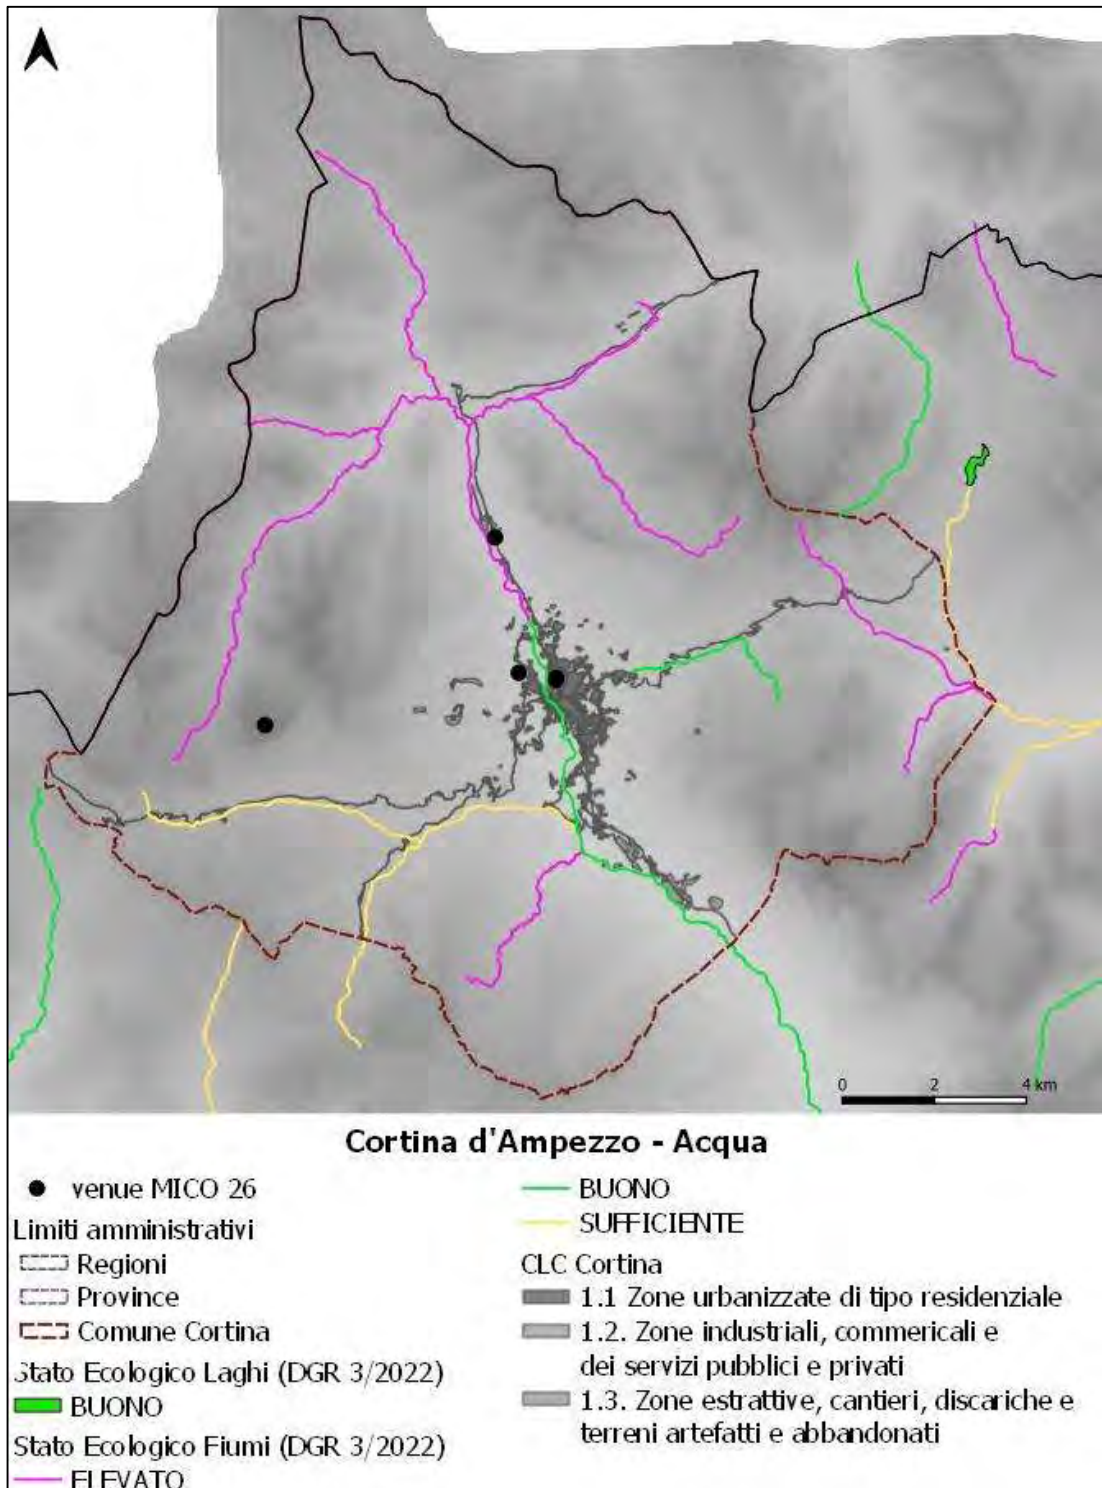 0 2 4 km
Cortina d'Ampezzo - Acqua
venue MICO 26
Limiti amministrativi
Regioni
Province
Comune Cortina
Stato Ecologico Laghi (DGR 3/2022)
BUONO
Stato Ecologico Fiumi (DGR 3/2022)
ELEVATO
BUONO
SUFFICIENTE
CLC Cortina
1.1 Zone urbanizzate di tipo residenziale
1.2. Zone industriali, commericali e
dei servizi pubblici e privati
1.3. Zone estrattive, cantieri, discariche e
terreni artefatti e abbandonati